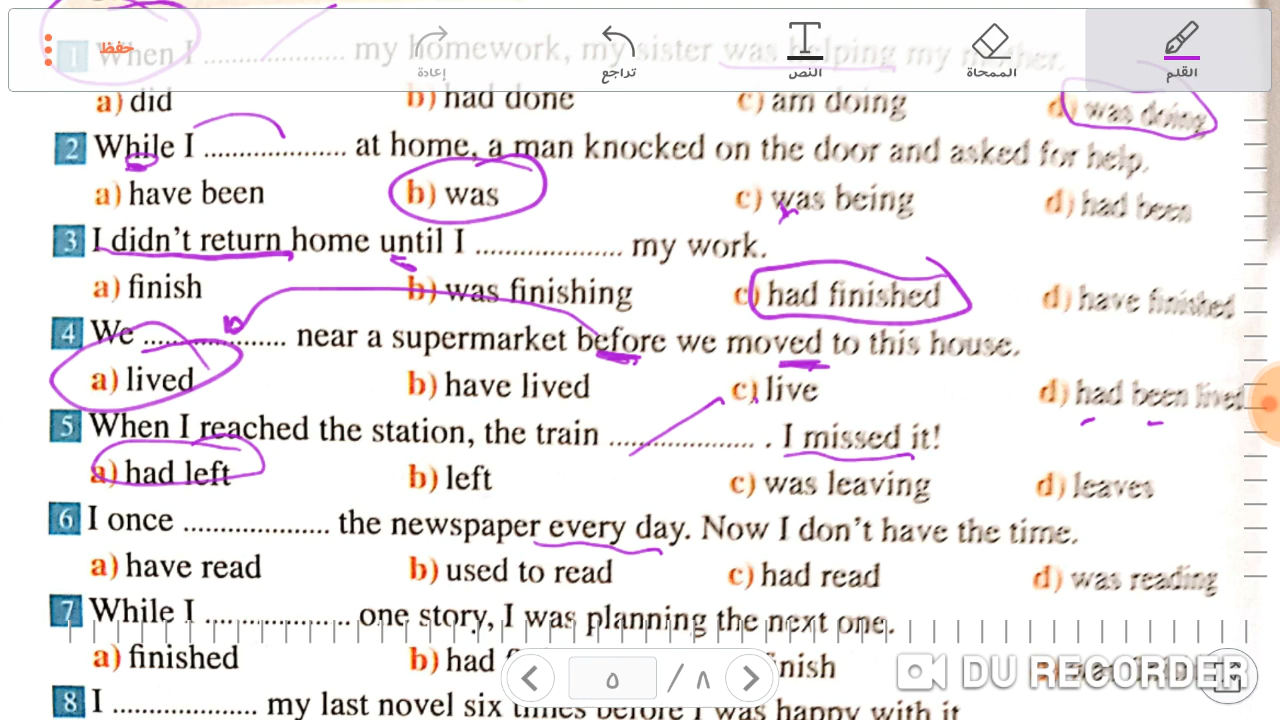 حفظ
إعادة
تراجع
النص
الممحاة
القلم
1 When I .................... my homework, my sister was helping my mother.
a) did b) had done c) am doing d) was doing
2 While I .................... at home, a man knocked on the door and asked for help.
a) have been b) was c) was being d) had been
3 I didn't return home until I .................... my work.
a) finish b) was finishing c) had finished d) have finished
4 We .................... near a supermarket before we moved to this house.
a) lived b) have lived c) live d) had been lived
5 When I reached the station, the train .................... . I missed it!
a) had left b) left c) was leaving d) leaves
6 I once .................... the newspaper every day. Now I don't have the time.
a) have read b) used to read c) had read d) was reading
7 While I .................... one story, I was planning the next one.
a) finished b) had
٥ / ٨
DU RECORDER
8 I .................... my last novel six times before I was happy with it